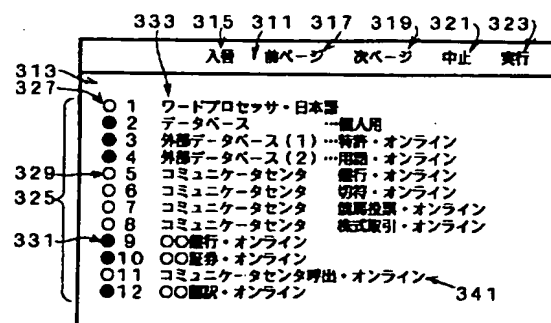 333 315 311 317 319 321 323
入替 前ページ 次ページ 中止 実行
313
327
○ 1 ワードプロセッサ・日本語
● 2 データベース …個人用
● 3 外部データベース(1)…特許・オンライン
● 4 外部データベース(2)…用語・オンライン
329 ○ 5 コミュニケータセンタ 銀行・オンライン
325 ○ 6 コミュニケータセンタ 切符・オンライン
○ 7 コミュニケータセンタ 競馬投票・オンライン
○ 8 コミュニケータセンタ 株式取引・オンライン
331 ● 9 ○○銀行・オンライン
●10 ○○証券・オンライン
○11 コミュニケータセンタ呼出・オンライン
●12 ○○翻訳・オンライン 341